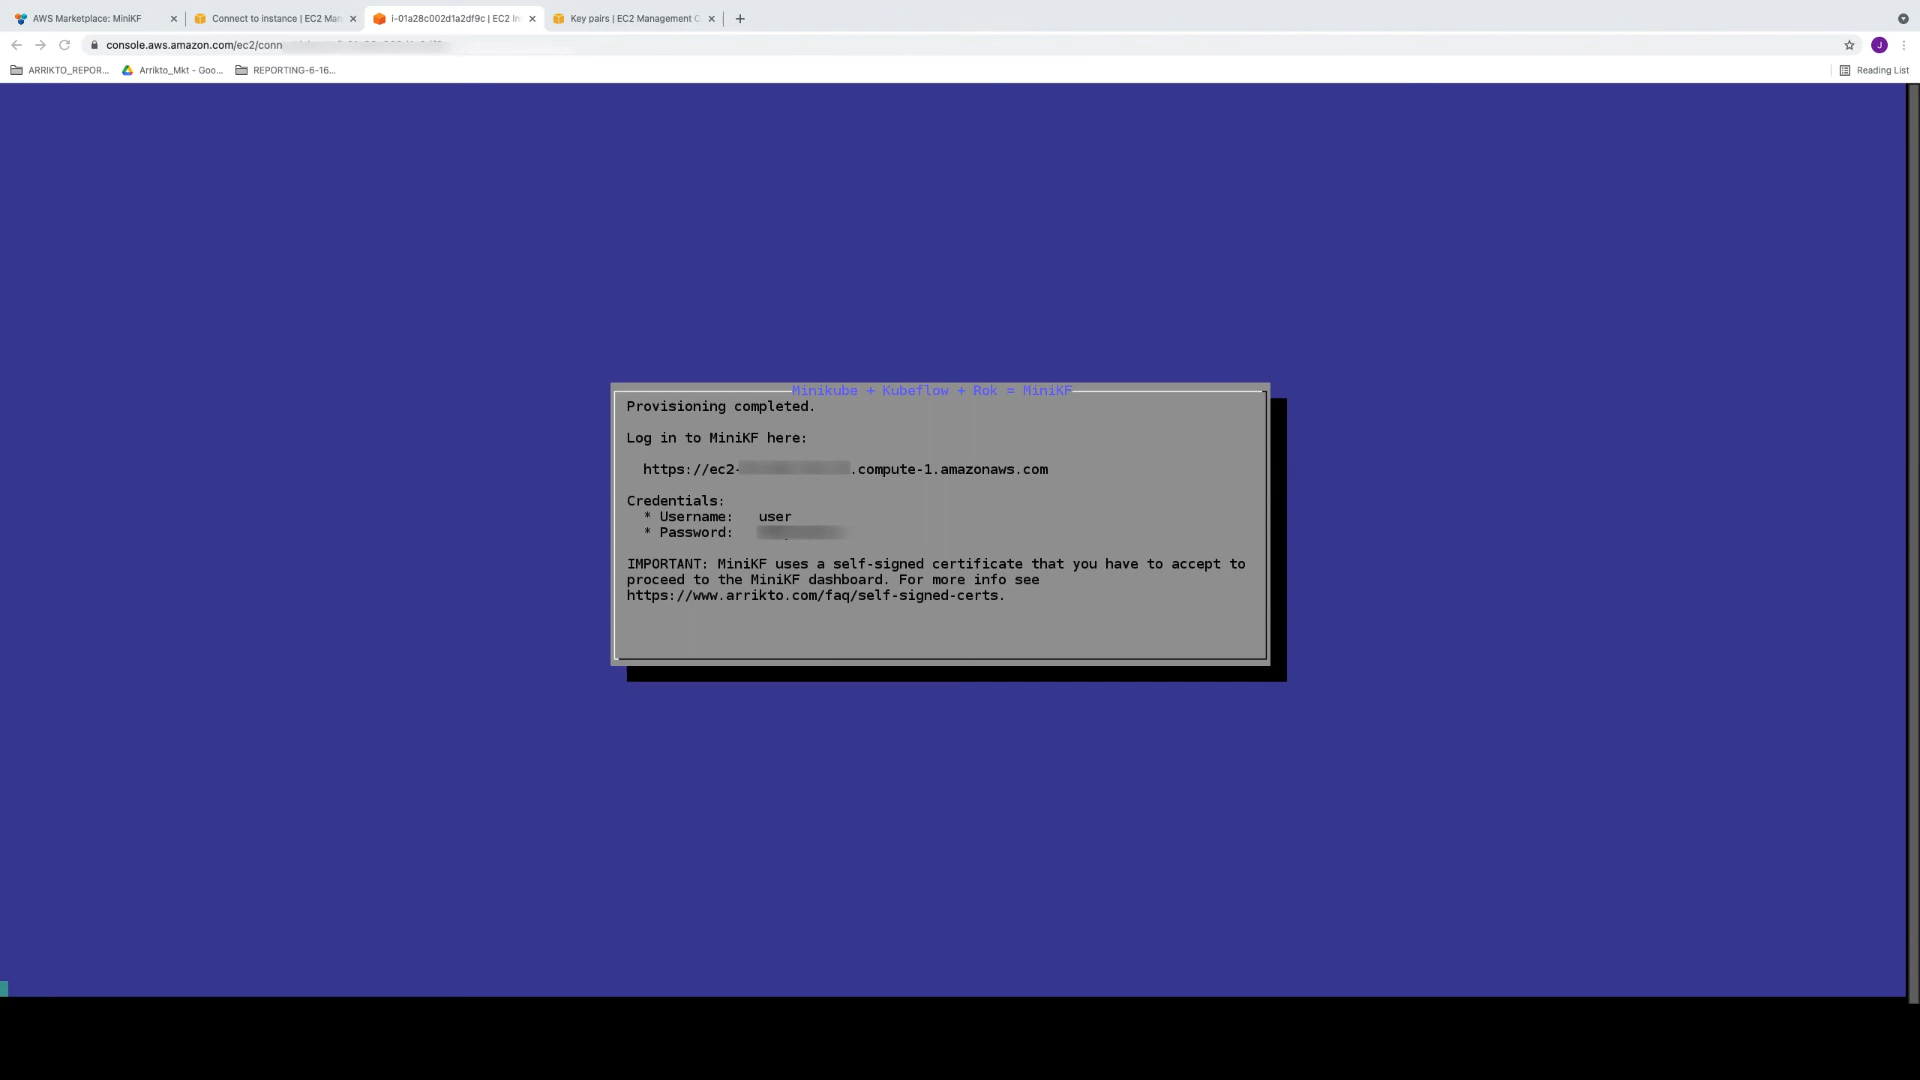 AWS Marketplace: MiniKF
Connect to instance | EC2 Man
i-01a28c002d1a2df9c | EC2 In
Key pairs | EC2 Management C
console.aws.amazon.com/ec2/conn
J
ARRIKTO_REPOR...
Arrikto_Mkt - Goo...
REPORTING-6-16...
Reading List
Minikube + Kubeflow + Rok = MiniKF
Provisioning completed.
Log in to MiniKF here:
https://ec2- .compute-1.amazonaws.com
Credentials:
* Username: user
* Password:
IMPORTANT: MiniKF uses a self-signed certificate that you have to accept to
proceed to the MiniKF dashboard. For more info see
https://www.arrikto.com/faq/self-signed-certs.